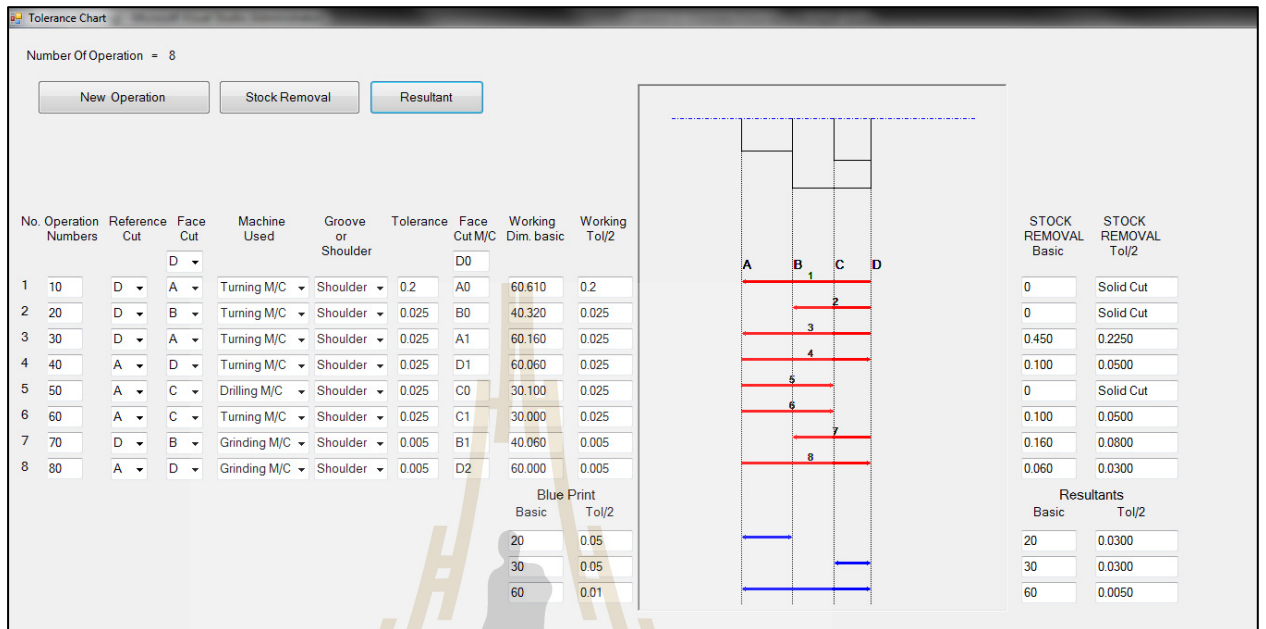 Tolerance Chart
Number Of Operation = 8
New Operation Stock Removal Resultant
No. Operation Numbers Reference Cut Face Cut Machine Used Groove or Shoulder Tolerance Face Cut M/C Working Dim. basic Working Tol/2 STOCK REMOVAL Basic STOCK REMOVAL Tol/2
D D0
A B C D
1 10 D A Turning M/C Shoulder 0.2 A0 60.610 0.2 1 0 Solid Cut
2 20 D B Turning M/C Shoulder 0.025 B0 40.320 0.025 2 0 Solid Cut
3 30 D A Turning M/C Shoulder 0.025 A1 60.160 0.025 3 0.450 0.2250
4 40 A D Turning M/C Shoulder 0.025 D1 60.060 0.025 4 0.100 0.0500
5 50 A C Drilling M/C Shoulder 0.025 C0 30.100 0.025 5 0 Solid Cut
6 60 A C Turning M/C Shoulder 0.025 C1 30.000 0.025 6 0.100 0.0500
7 70 D B Grinding M/C Shoulder 0.005 B1 40.060 0.005 7 0.160 0.0800
8 80 A D Grinding M/C Shoulder 0.005 D2 60.000 0.005 8 0.060 0.0300
Blue Print Resultants
Basic Tol/2 Basic Tol/2
20 0.05 20 0.0300
30 0.05 30 0.0300
60 0.01 60 0.0050